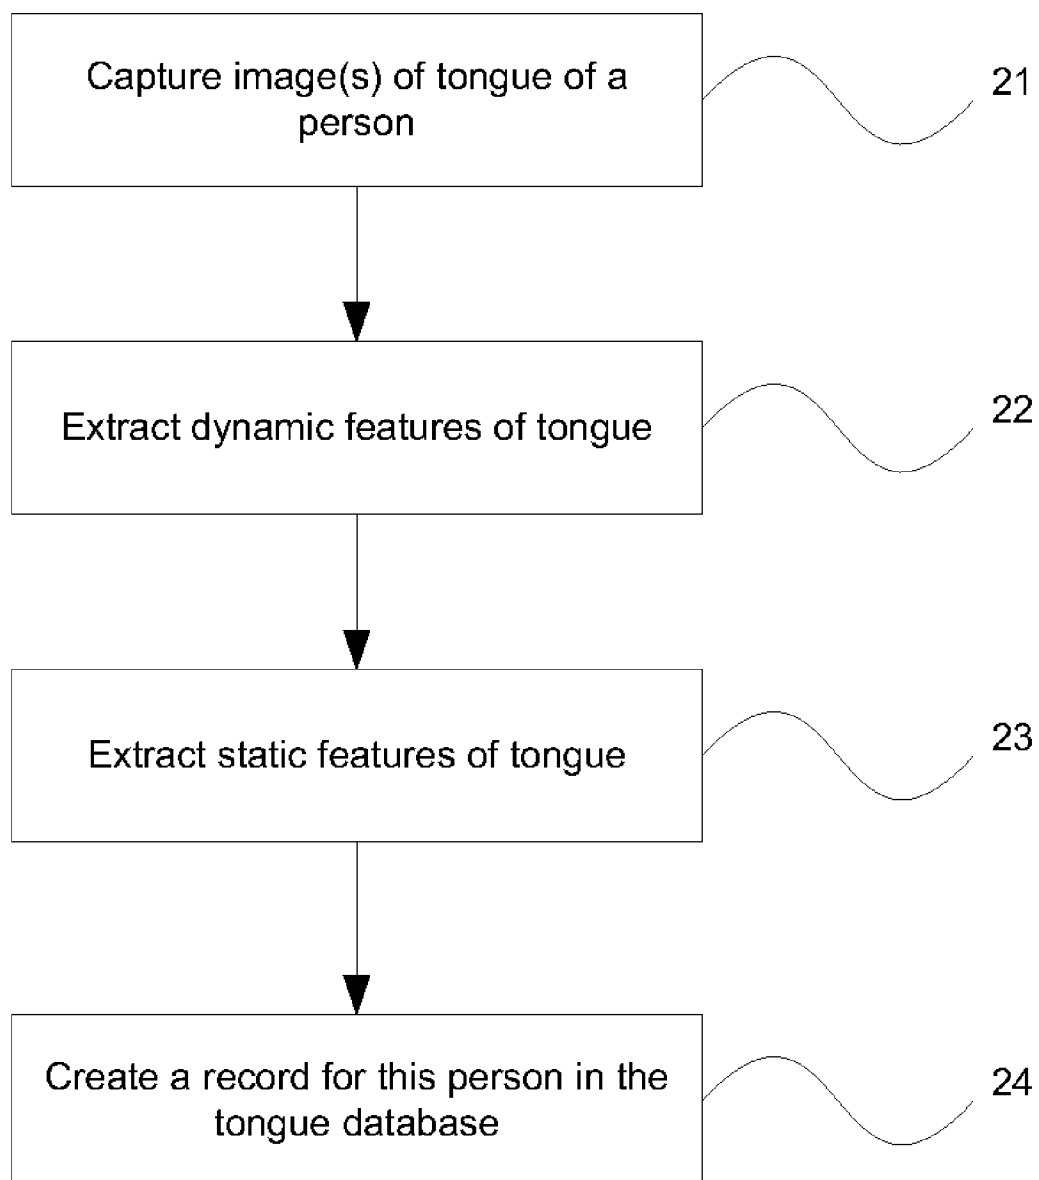 Capture image(s) of tongue of a
person
21
Extract dynamic features of tongue
22
Extract static features of tongue
23
Create a record for this person in the
tongue database
24